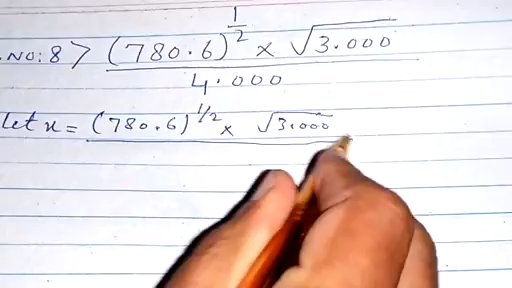 .NO: 8 > (780.6)^1/2 × √3.000
4.000
let x = (780.6)^1/2 × √3.000